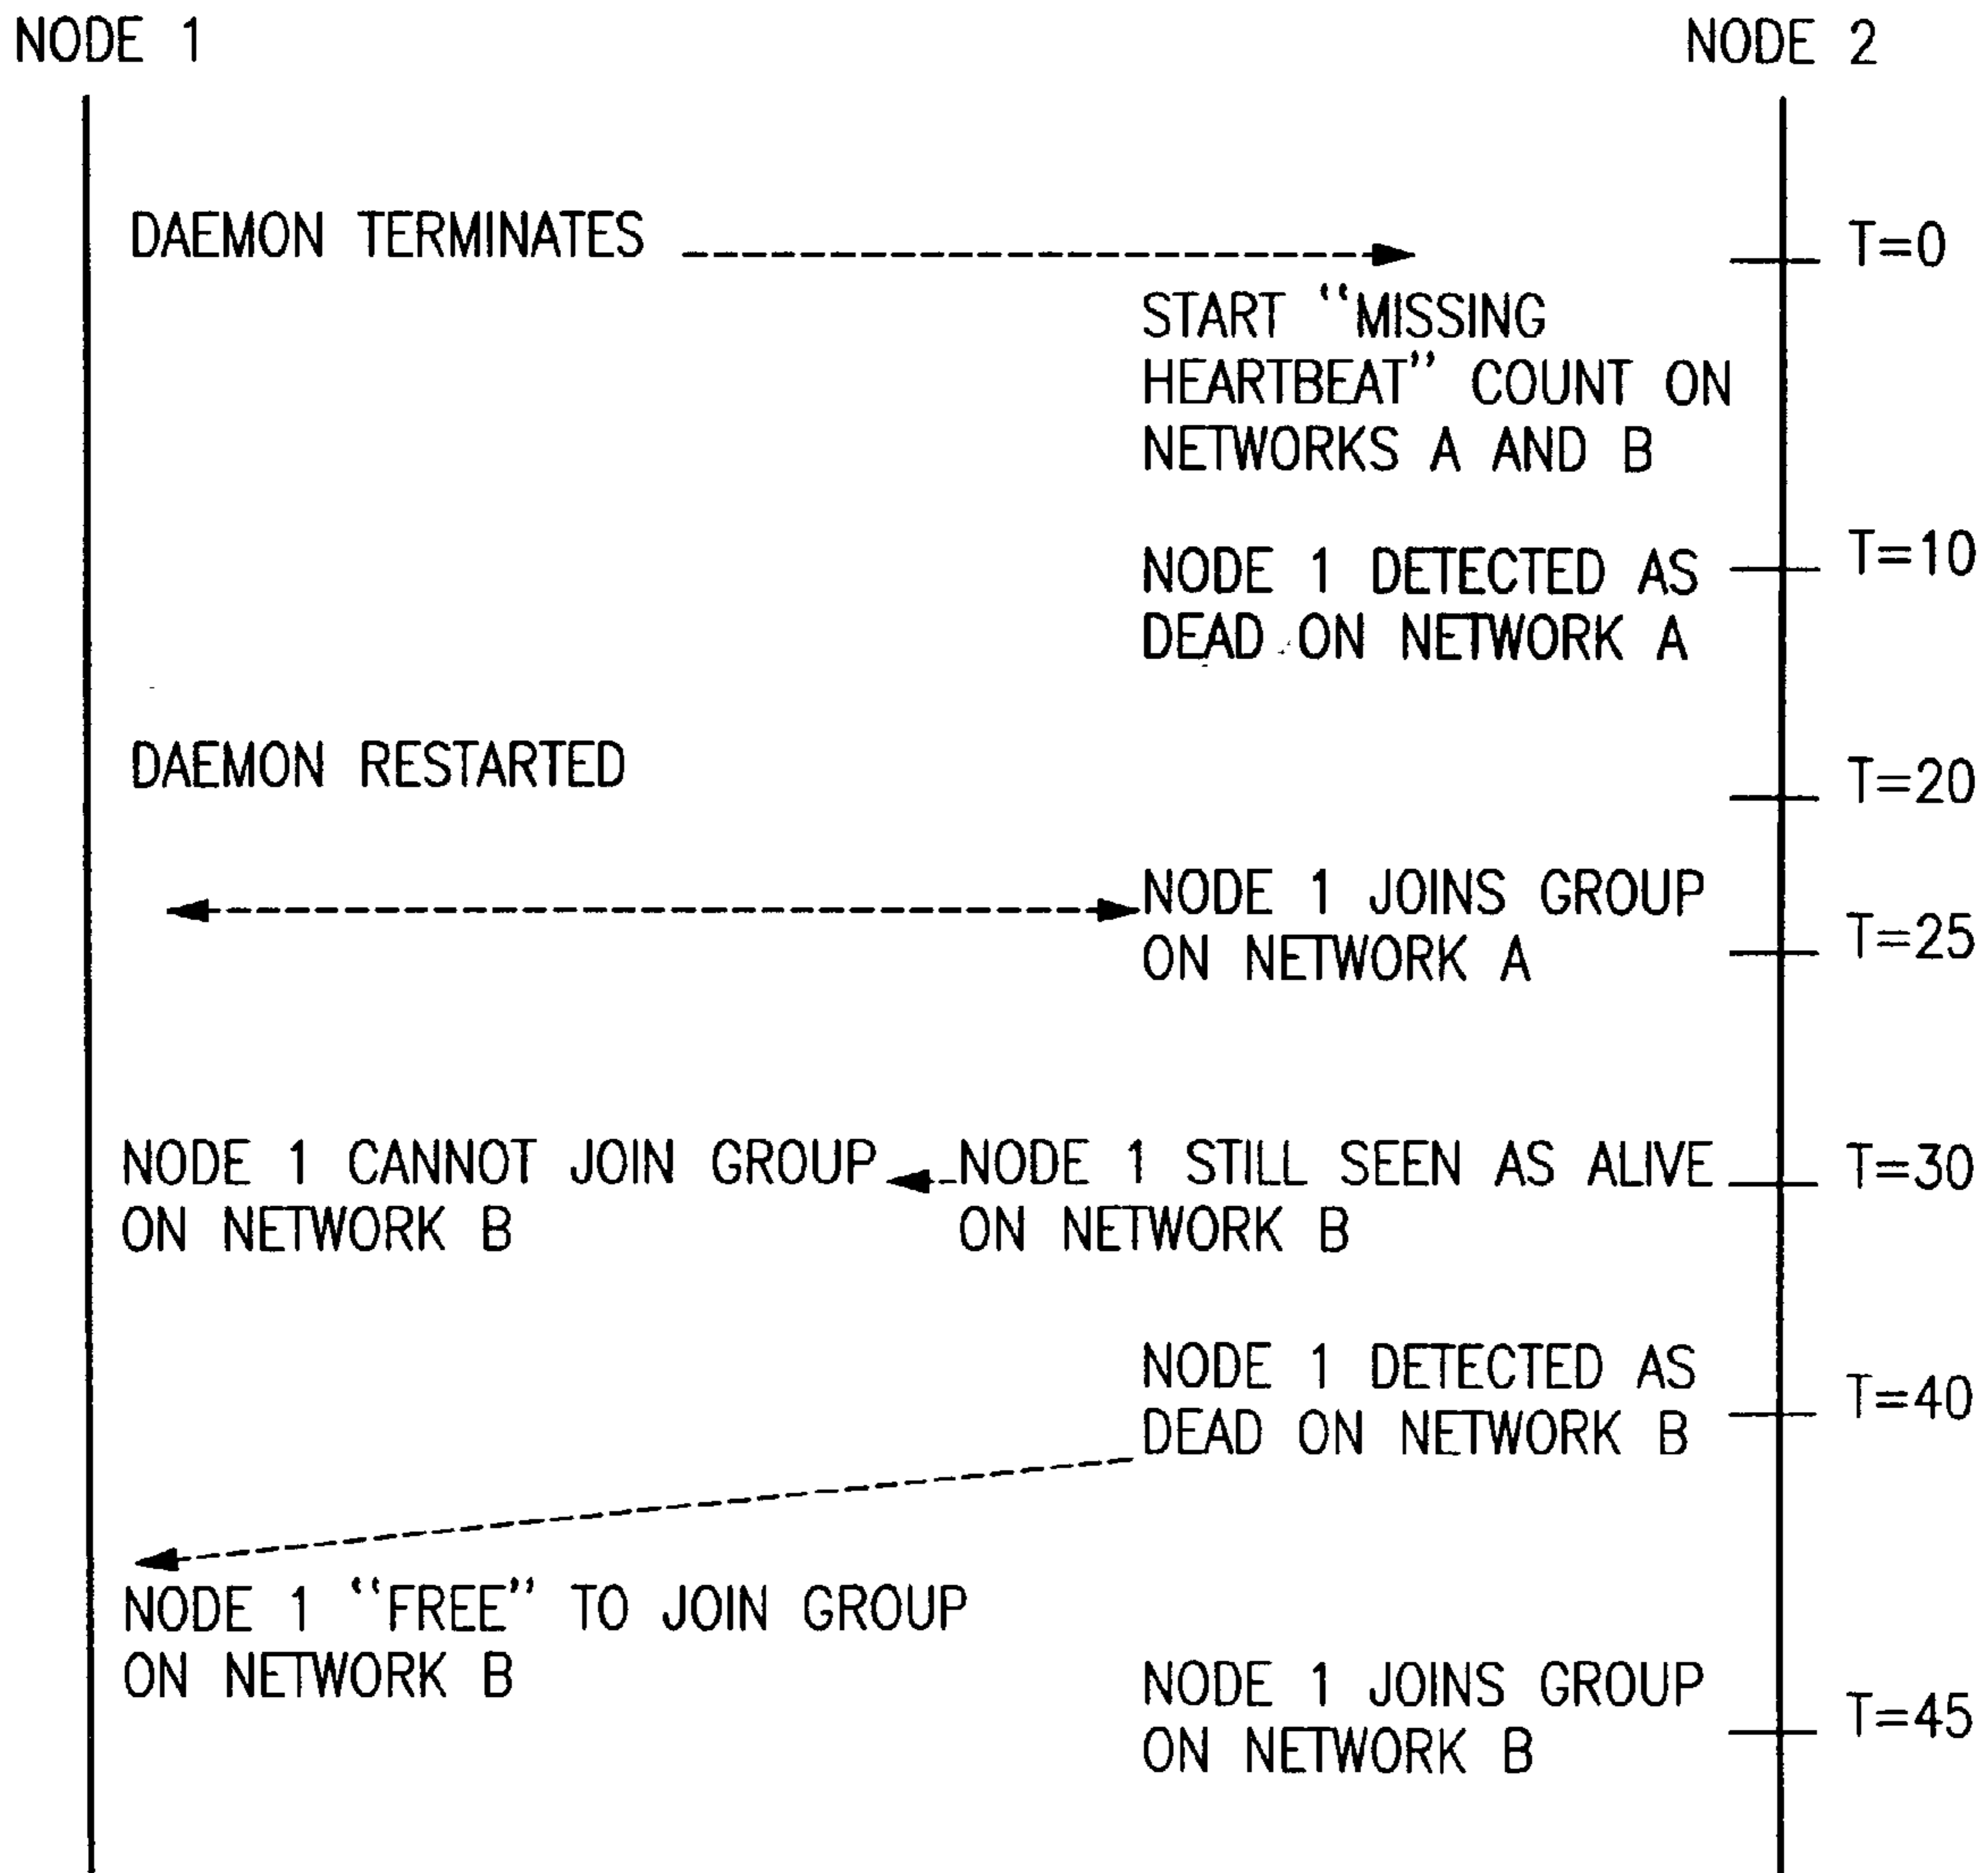 NODE 1
NODE 2
DAEMON TERMINATES
T=0
START “MISSING
HEARTBEAT” COUNT ON
NETWORKS A AND B
NODE 1 DETECTED AS
DEAD ON NETWORK A
T=10
DAEMON RESTARTED
T=20
NODE 1 JOINS GROUP
ON NETWORK A
T=25
NODE 1 CANNOT JOIN GROUP
ON NETWORK B
NODE 1 STILL SEEN AS ALIVE
ON NETWORK B
T=30
NODE 1 DETECTED AS
DEAD ON NETWORK B
T=40
NODE 1 “FREE” TO JOIN GROUP
ON NETWORK B
NODE 1 JOINS GROUP
ON NETWORK B
T=45